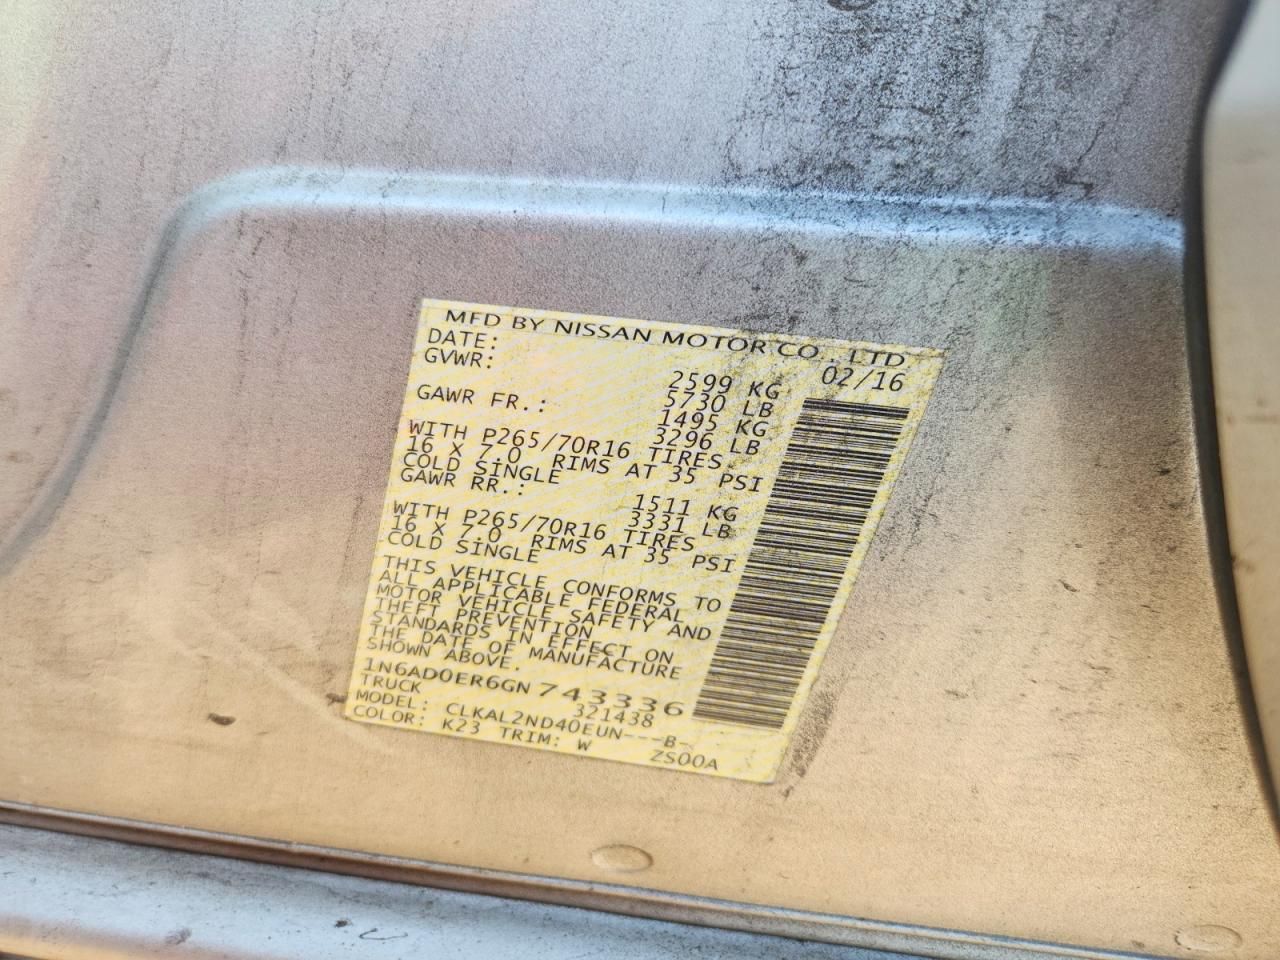 MFD BY NISSAN MOTOR CO., LTD
DATE: 02/16
GVWR: 2599 KG
5730 LB
GAWR FR.: 1495 KG
3296 LB
WITH P265/70R16 TIRES
16 X 7.0 RIMS AT 35 PSI
COLD SINGLE
GAWR RR.: 1511 KG
3331 LB
WITH P265/70R16 TIRES
16 X 7.0 RIMS AT 35 PSI
COLD SINGLE
THIS VEHICLE CONFORMS TO
ALL APPLICABLE FEDERAL
MOTOR VEHICLE SAFETY AND
THEFT PREVENTION
STANDARDS IN EFFECT ON
THE DATE OF MANUFACTURE
SHOWN ABOVE.
1N6AD0ER6GN743336
TRUCK 321438
MODEL: CLKAL2ND40EUN---B-
COLOR: K23 TRIM: W ZS00A